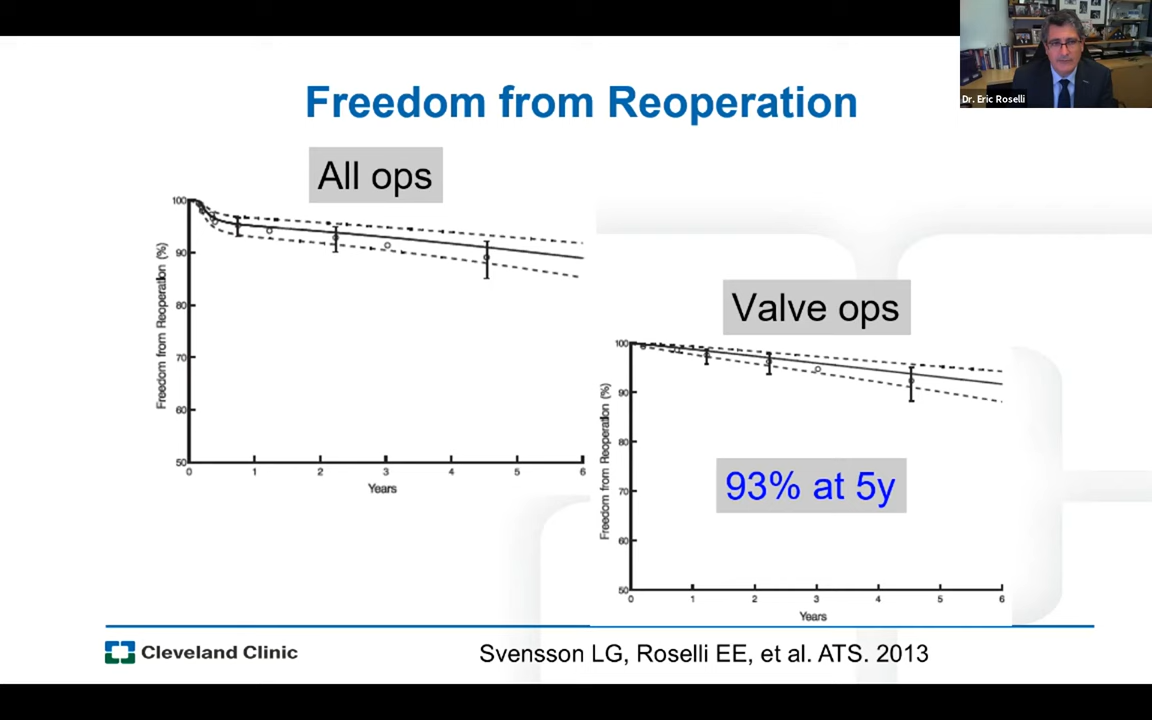 Dr. Eric Roselli
Freedom from Reoperation
All ops
Freedom from Reoperation (%)
100
90
80
70
60
50
0 1 2 3 4 5 6
Years
Valve ops
Freedom from Reoperation (%)
100
90
80
70
60
50
93% at 5y
0 1 2 3 4 5 6
Years
Cleveland Clinic
Svensson LG, Roselli EE, et al. ATS. 2013